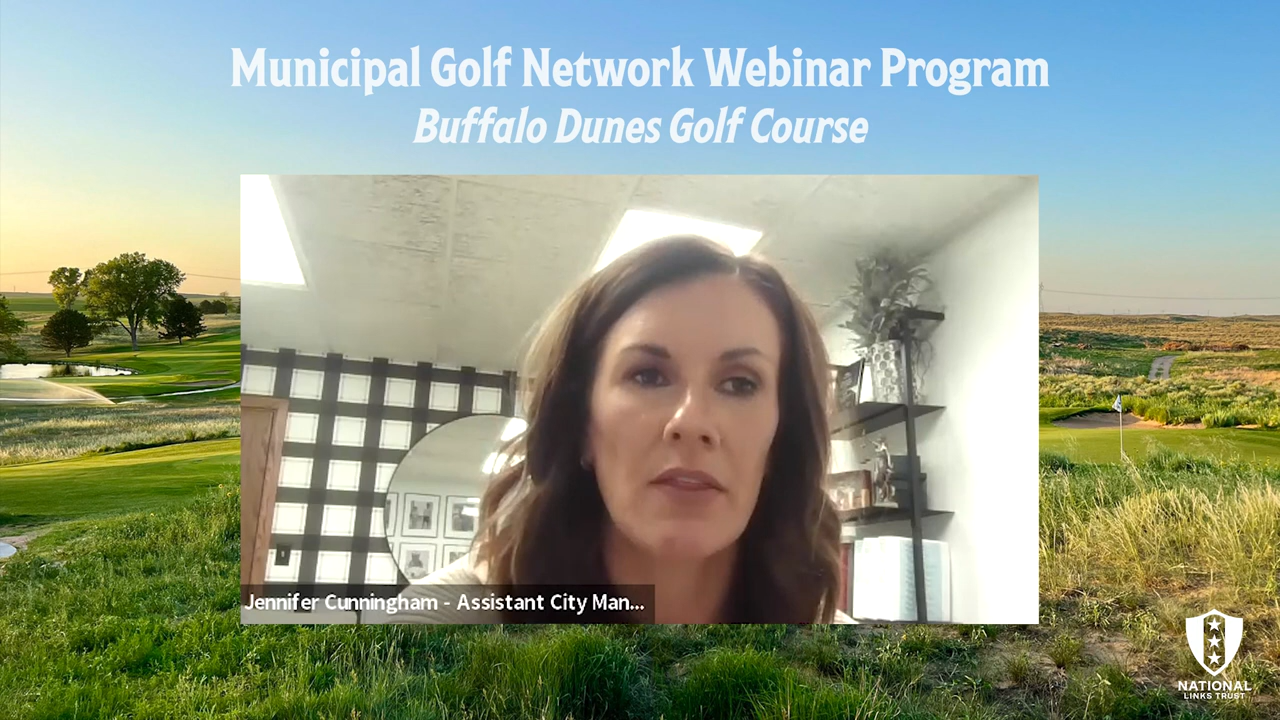 Municipal Golf Network Webinar Program
Buffalo Dunes Golf Course
Jennifer Cunningham - Assistant City Man...
NATIONAL
LINKS TRUST